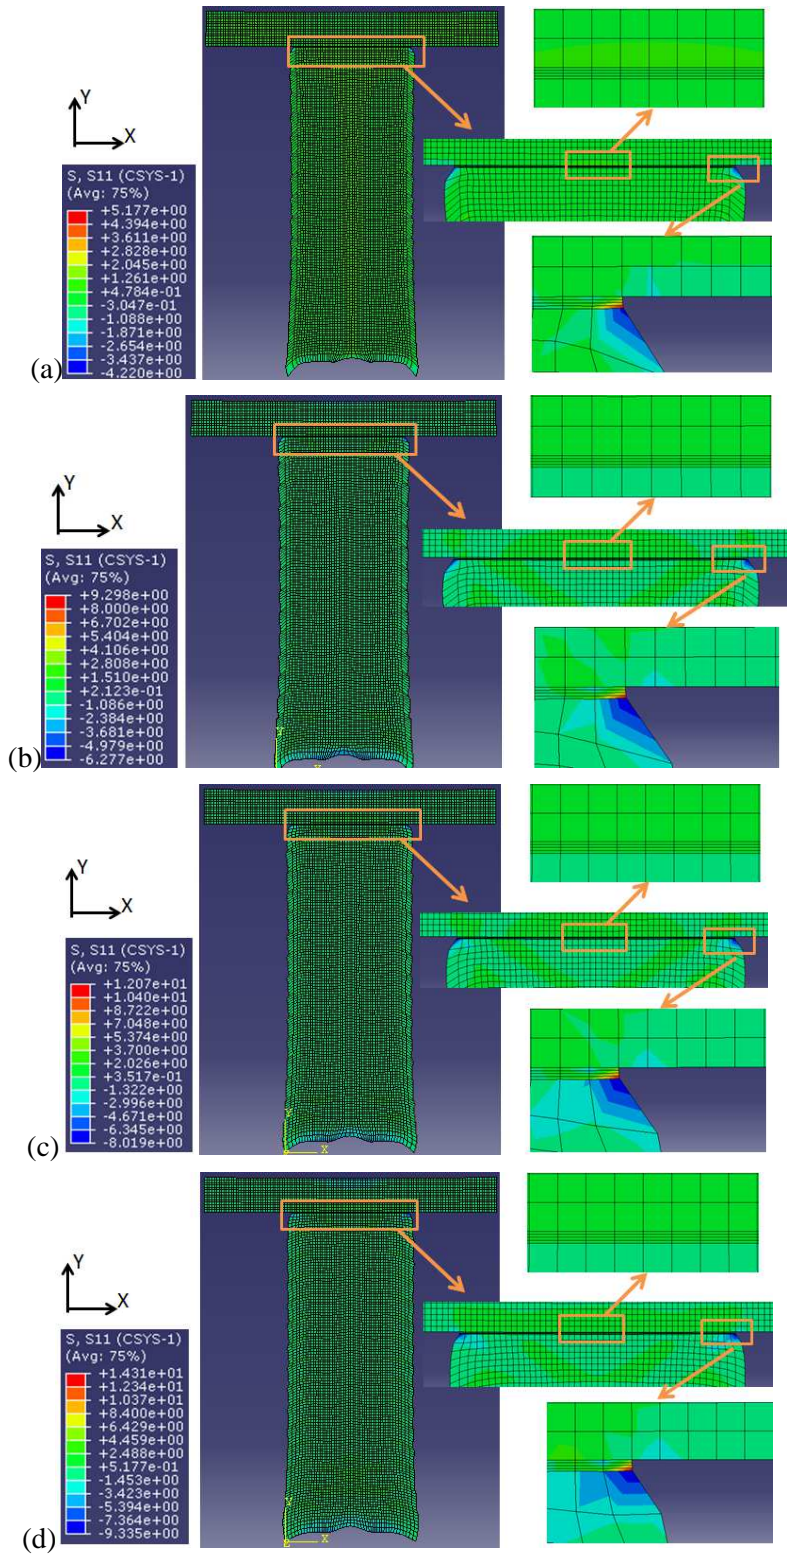 Y
X
S, S11 (CSYS-1)
(Avg: 75%)
+5.177e+00
+4.394e+00
+3.611e+00
+2.828e+00
+2.045e+00
+1.261e+00
+4.784e-01
-3.047e-01
-1.088e+00
-1.871e+00
-2.654e+00
-3.437e+00
-4.220e+00
(a)
Y
X
S, S11 (CSYS-1)
(Avg: 75%)
+9.298e+00
+8.000e+00
+6.702e+00
+5.404e+00
+4.106e+00
+2.808e+00
+1.510e+00
+2.123e-01
-1.086e+00
-2.384e+00
-3.681e+00
-4.979e+00
-6.277e+00
(b)
Y
X
S, S11 (CSYS-1)
(Avg: 75%)
+1.207e+01
+1.040e+01
+8.722e+00
+7.048e+00
+5.374e+00
+3.700e+00
+2.026e+00
+3.517e-01
-1.322e+00
-2.996e+00
-4.671e+00
-6.345e+00
-8.019e+00
(c)
Y
X
Y
X
S, S11 (CSYS-1)
(Avg: 75%)
+1.431e+01
+1.234e+01
+1.037e+01
+8.400e+00
+6.429e+00
+4.459e+00
+2.488e+00
+5.177e-01
-1.453e+00
-3.423e+00
-5.394e+00
-7.364e+00
-9.335e+00
(d)
Y
X